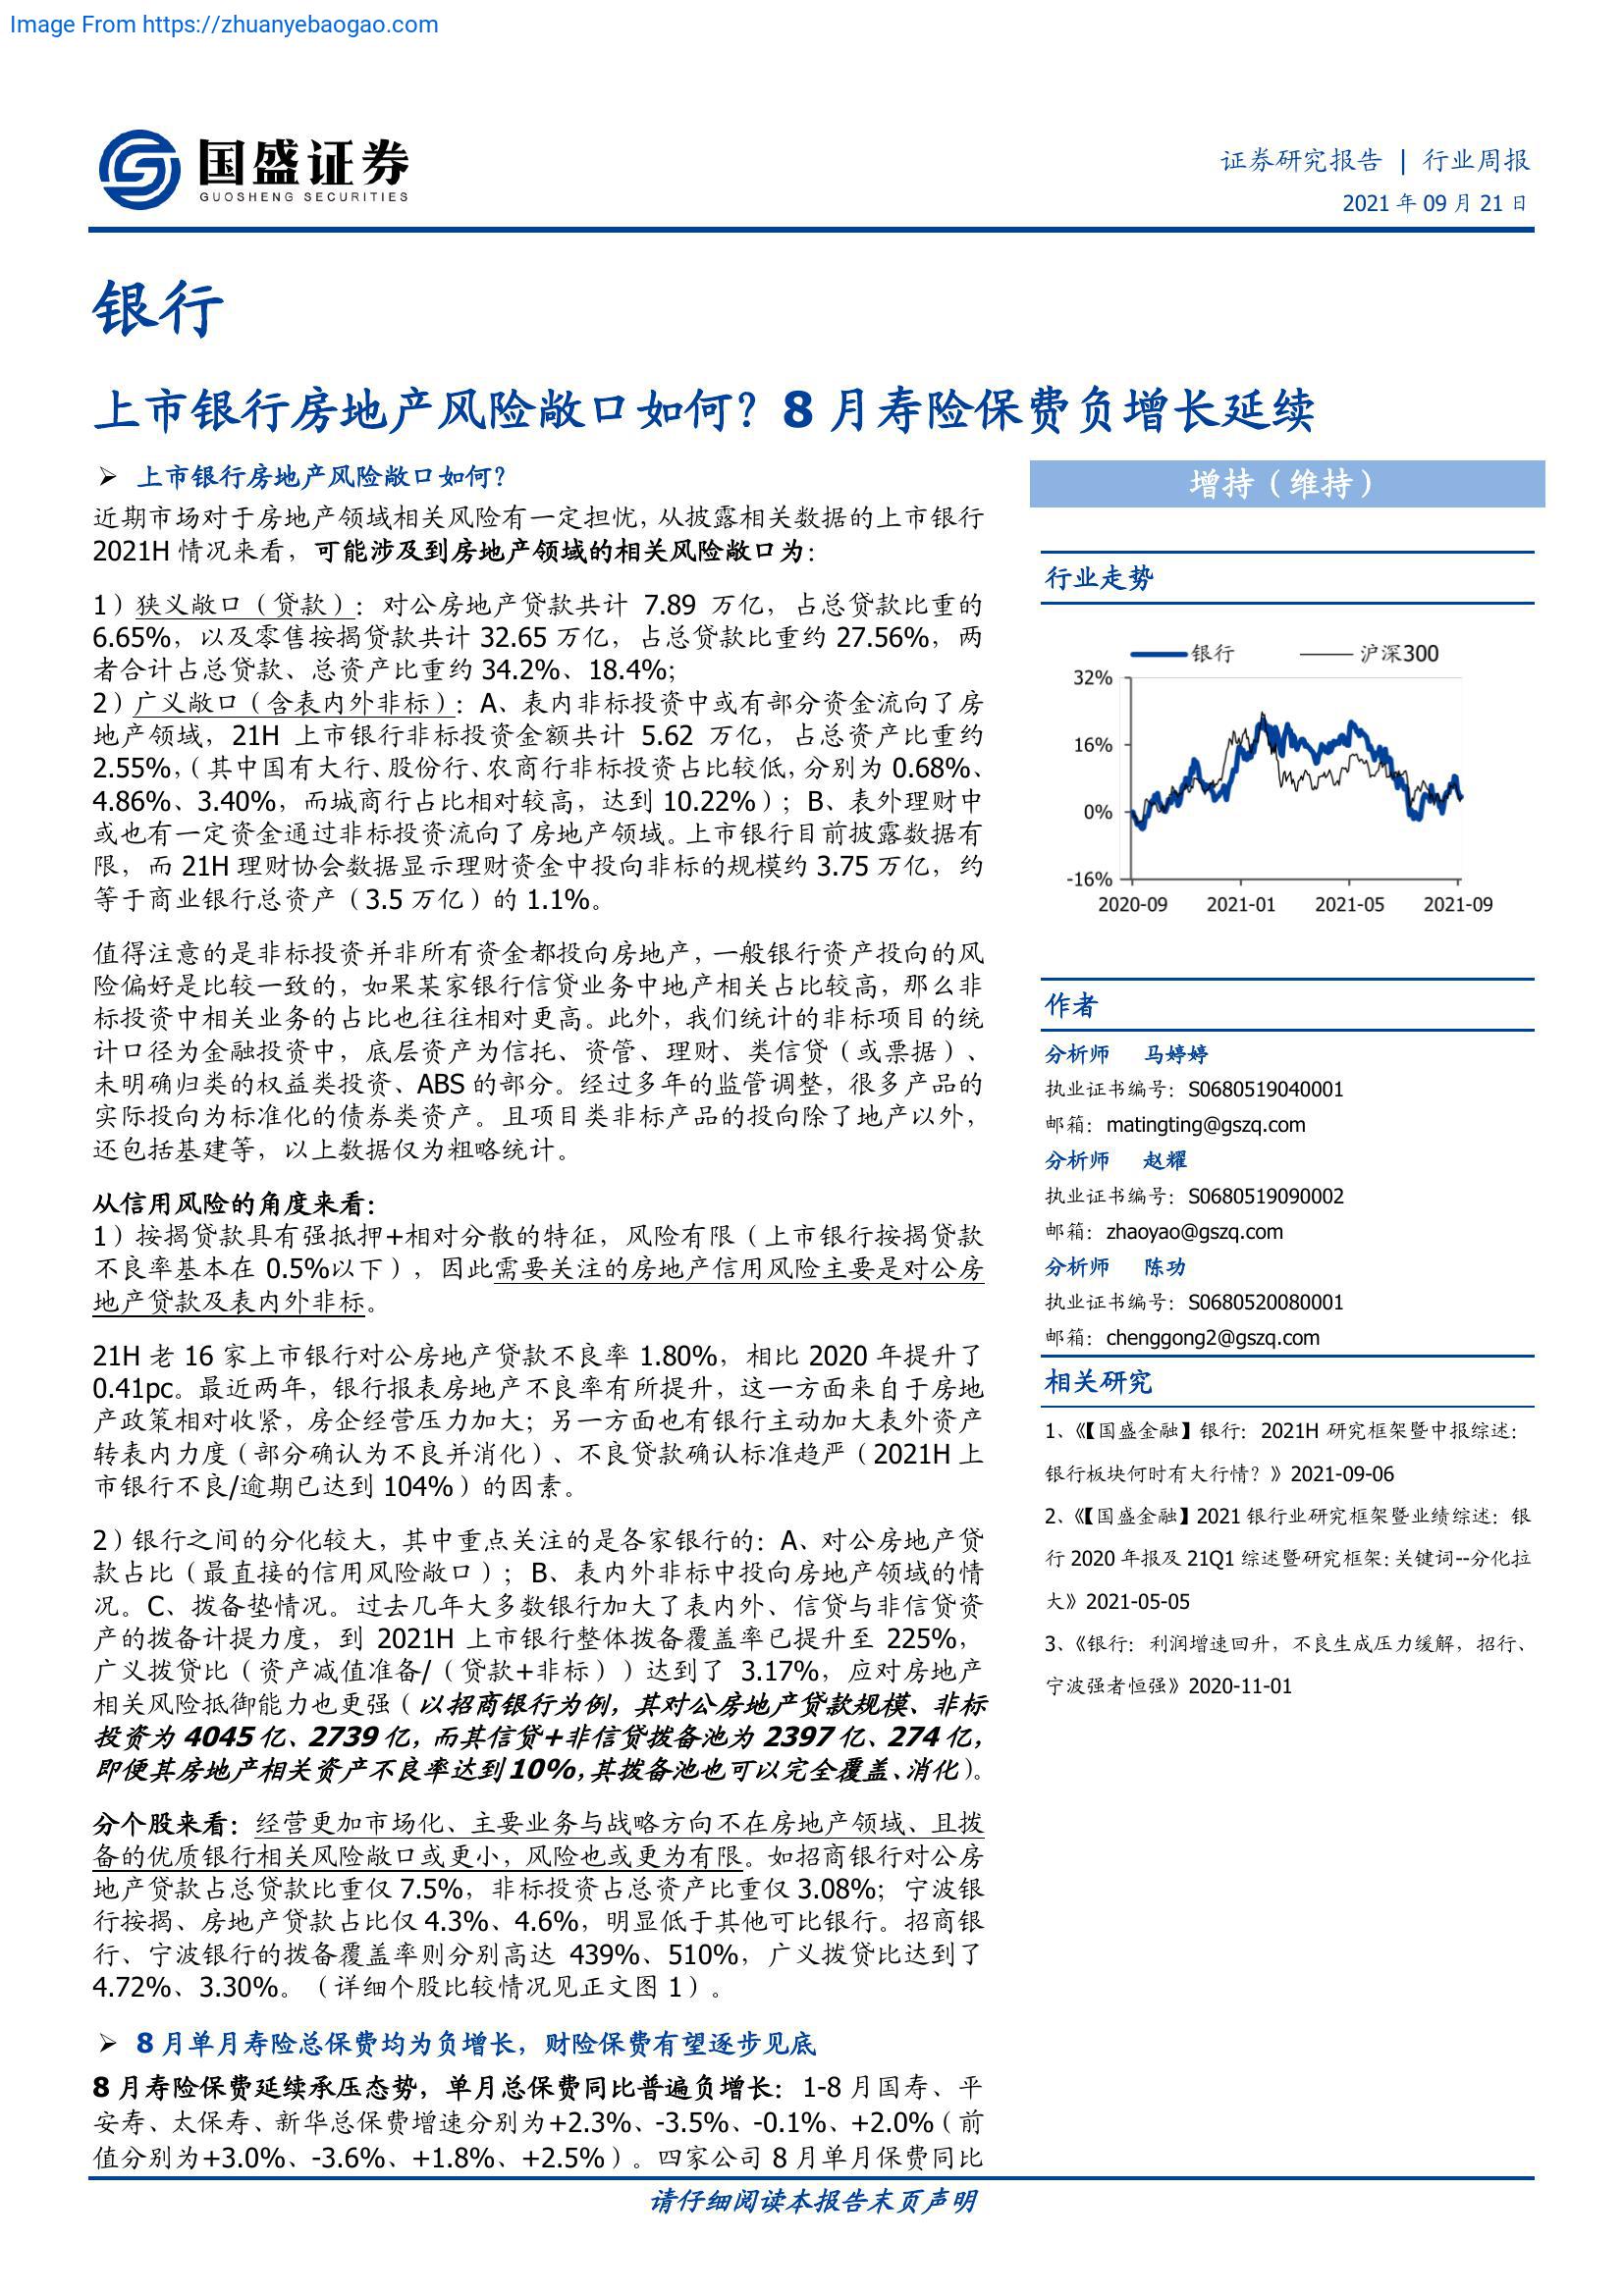 Image From https://zhuanyebaogao.com
国盛证券
GUOSHENG SECURITIES
证券研究报告 | 行业周报
2021 年 09 月 21 日
银行
上市银行房地产风险敞口如何？8 月寿险保费负增长延续
➢ 上市银行房地产风险敞口如何？
近期市场对于房地产领域相关风险有一定担忧，从披露相关数据的上市银行
2021H 情况来看，可能涉及到房地产领域的相关风险敞口为：
1）狭义敞口（贷款）：对公房地产贷款共计 7.89 万亿，占总贷款比重的
6.65%，以及零售按揭贷款共计 32.65 万亿，占总贷款比重约 27.56%，两
者合计占总贷款、总资产比重约 34.2%、18.4%；
2）广义敞口（含表内外非标）：A、表内非标投资中或有部分资金流向了房
地产领域，21H 上市银行非标投资金额共计 5.62 万亿，占总资产比重约
2.55%，（其中国有大行、股份行、农商行非标投资占比较低，分别为 0.68%、
4.86%、3.40%，而城商行占比相对较高，达到 10.22%）；B、表外理财中
或也有一定资金通过非标投资流向了房地产领域。上市银行目前披露数据有
限，而 21H 理财协会数据显示理财资金中投向非标的规模约 3.75 万亿，约
等于商业银行总资产（3.5 万亿）的 1.1%。
值得注意的是非标投资并非所有资金都投向房地产，一般银行资产投向的风
险偏好是比较一致的，如果某家银行信贷业务中地产相关占比较高，那么非
标投资中相关业务的占比也往往相对更高。此外，我们统计的非标项目的统
计口径为金融投资中，底层资产为信托、资管、理财、类信贷（或票据）、
未明确归类的权益类投资、ABS 的部分。经过多年的监管调整，很多产品的
实际投向为标准化的债券类资产。且项目类非标产品的投向除了地产以外，
还包括基建等，以上数据仅为粗略统计。
从信用风险的角度来看：
1）按揭贷款具有强抵押+相对分散的特征，风险有限（上市银行按揭贷款
不良率基本在 0.5%以下），因此需要关注的房地产信用风险主要是对公房
地产贷款及表内外非标。
21H 老 16 家上市银行对公房地产贷款不良率 1.80%，相比 2020 年提升了
0.41pc。最近两年，银行报表房地产不良率有所提升，这一方面来自于房地
产政策相对收紧，房企经营压力加大；另一方面也有银行主动加大表外资产
转表内力度（部分确认为不良并消化）、不良贷款确认标准趋严（2021H 上
市银行不良/逾期已达到 104%）的因素。
2）银行之间的分化较大，其中重点关注的是各家银行的：A、对公房地产贷
款占比（最直接的信用风险敞口）；B、表内外非标中投向房地产领域的情
况。C、拨备垫情况。过去几年大多数银行加大了表内外、信贷与非信贷资
产的拨备计提力度，到 2021H 上市银行整体拨备覆盖率已提升至 225%，
广义拨贷比（资产减值准备/（贷款+非标））达到了 3.17%，应对房地产
相关风险抵御能力也更强（以招商银行为例，其对公房地产贷款规模、非标
投资为 4045 亿、2739 亿，而其信贷+非信贷拨备池为 2397 亿、274 亿，
即便其房地产相关资产不良率达到 10%，其拨备池也可以完全覆盖、消化）。
分个股来看：经营更加市场化、主要业务与战略方向不在房地产领域、且拨
备的优质银行相关风险敞口或更小，风险也或更为有限。如招商银行对公房
地产贷款占总贷款比重仅 7.5%，非标投资占总资产比重仅 3.08%；宁波银
行按揭、房地产贷款占比仅 4.3%、4.6%，明显低于其他可比银行。招商银
行、宁波银行的拨备覆盖率则分别高达 439%、510%，广义拨贷比达到了
4.72%、3.30%。（详细个股比较情况见正文图 1）。
➢ 8 月单月寿险总保费均为负增长，财险保费有望逐步见底
8 月寿险保费延续承压态势，单月总保费同比普遍负增长：1-8 月国寿、平
安寿、太保寿、新华总保费增速分别为+2.3%、-3.5%、-0.1%、+2.0%（前
值分别为+3.0%、-3.6%、+1.8%、+2.5%）。四家公司 8 月单月保费同比
增持（维持）
行业走势
银行 沪深300
32%
16%
0%
-16%
2020-09 2021-01 2021-05 2021-09
作者
分析师 马婷婷
执业证书编号：S0680519040001
邮箱：matingting@gszq.com
分析师 赵耀
执业证书编号：S0680519090002
邮箱：zhaoyao@gszq.com
分析师 陈功
执业证书编号：S0680520080001
邮箱：chenggong2@gszq.com
相关研究
1、《【国盛金融】银行：2021H 研究框架暨中报综述：
银行板块何时有大行情？》2021-09-06
2、《【国盛金融】2021 银行业研究框架暨业绩综述：银
行 2020 年报及 21Q1 综述暨研究框架：关键词--分化拉
大》2021-05-05
3、《银行：利润增速回升，不良生成压力缓解，招行、
宁波强者恒强》2020-11-01
请仔细阅读本报告末页声明